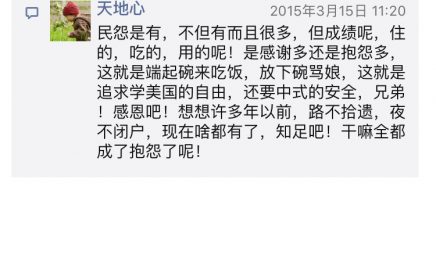 天地心
2015年3月15日 11:20
民怨是有，不但有而且很多，但成绩呢，住
的，吃的，用的呢！是感谢多还是抱怨多，
这就是端起碗来吃饭，放下碗骂娘，这就是
追求学美国的自由，还要中式的安全，兄弟
！感恩吧！想想许多年以前，路不拾遗，夜
不闭户，现在啥都有了，知足吧！干嘛全都
成了抱怨了呢！